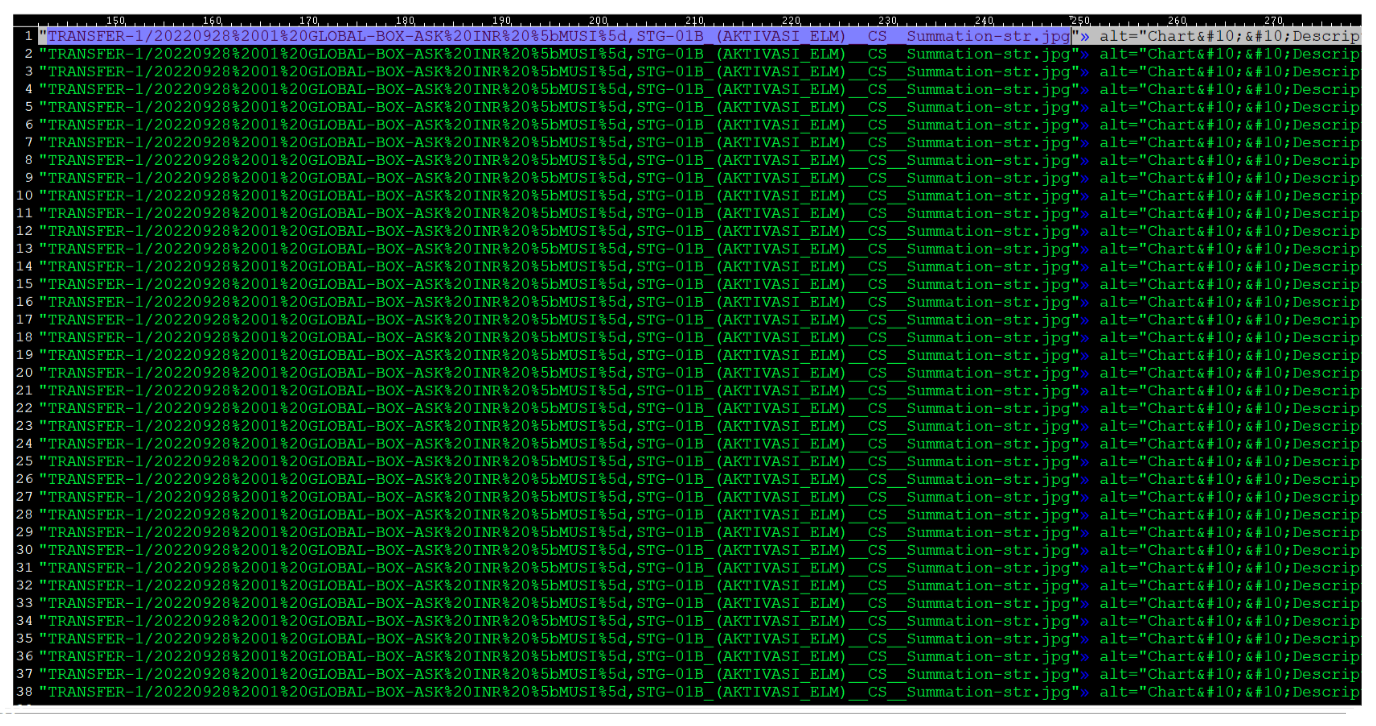 150 160 170 180 190 200 210 220 230 240 250 260 270
1 "TRANSFER-1/20220928%2001%20GLOBAL-BOX-ASK%20INR%20%5bMUSI%5d,STG-01B_(AKTIVASI_ELM)__CS__Summation-str.jpg"» alt="Chart&#10;&#10;Descrip
2 "TRANSFER-1/20220928%2001%20GLOBAL-BOX-ASK%20INR%20%5bMUSI%5d,STG-01B_(AKTIVASI_ELM)__CS__Summation-str.jpg"» alt="Chart&#10;&#10;Descrip
3 "TRANSFER-1/20220928%2001%20GLOBAL-BOX-ASK%20INR%20%5bMUSI%5d,STG-01B_(AKTIVASI_ELM)__CS__Summation-str.jpg"» alt="Chart&#10;&#10;Descrip
4 "TRANSFER-1/20220928%2001%20GLOBAL-BOX-ASK%20INR%20%5bMUSI%5d,STG-01B_(AKTIVASI_ELM)__CS__Summation-str.jpg"» alt="Chart&#10;&#10;Descrip
5 "TRANSFER-1/20220928%2001%20GLOBAL-BOX-ASK%20INR%20%5bMUSI%5d,STG-01B_(AKTIVASI_ELM)__CS__Summation-str.jpg"» alt="Chart&#10;&#10;Descrip
6 "TRANSFER-1/20220928%2001%20GLOBAL-BOX-ASK%20INR%20%5bMUSI%5d,STG-01B_(AKTIVASI_ELM)__CS__Summation-str.jpg"» alt="Chart&#10;&#10;Descrip
7 "TRANSFER-1/20220928%2001%20GLOBAL-BOX-ASK%20INR%20%5bMUSI%5d,STG-01B_(AKTIVASI_ELM)__CS__Summation-str.jpg"» alt="Chart&#10;&#10;Descrip
8 "TRANSFER-1/20220928%2001%20GLOBAL-BOX-ASK%20INR%20%5bMUSI%5d,STG-01B_(AKTIVASI_ELM)__CS__Summation-str.jpg"» alt="Chart&#10;&#10;Descrip
9 "TRANSFER-1/20220928%2001%20GLOBAL-BOX-ASK%20INR%20%5bMUSI%5d,STG-01B_(AKTIVASI_ELM)__CS__Summation-str.jpg"» alt="Chart&#10;&#10;Descrip
10 "TRANSFER-1/20220928%2001%20GLOBAL-BOX-ASK%20INR%20%5bMUSI%5d,STG-01B_(AKTIVASI_ELM)__CS__Summation-str.jpg"» alt="Chart&#10;&#10;Descrip
11 "TRANSFER-1/20220928%2001%20GLOBAL-BOX-ASK%20INR%20%5bMUSI%5d,STG-01B_(AKTIVASI_ELM)__CS__Summation-str.jpg"» alt="Chart&#10;&#10;Descrip
12 "TRANSFER-1/20220928%2001%20GLOBAL-BOX-ASK%20INR%20%5bMUSI%5d,STG-01B_(AKTIVASI_ELM)__CS__Summation-str.jpg"» alt="Chart&#10;&#10;Descrip
13 "TRANSFER-1/20220928%2001%20GLOBAL-BOX-ASK%20INR%20%5bMUSI%5d,STG-01B_(AKTIVASI_ELM)__CS__Summation-str.jpg"» alt="Chart&#10;&#10;Descrip
14 "TRANSFER-1/20220928%2001%20GLOBAL-BOX-ASK%20INR%20%5bMUSI%5d,STG-01B_(AKTIVASI_ELM)__CS__Summation-str.jpg"» alt="Chart&#10;&#10;Descrip
15 "TRANSFER-1/20220928%2001%20GLOBAL-BOX-ASK%20INR%20%5bMUSI%5d,STG-01B_(AKTIVASI_ELM)__CS__Summation-str.jpg"» alt="Chart&#10;&#10;Descrip
16 "TRANSFER-1/20220928%2001%20GLOBAL-BOX-ASK%20INR%20%5bMUSI%5d,STG-01B_(AKTIVASI_ELM)__CS__Summation-str.jpg"» alt="Chart&#10;&#10;Descrip
17 "TRANSFER-1/20220928%2001%20GLOBAL-BOX-ASK%20INR%20%5bMUSI%5d,STG-01B_(AKTIVASI_ELM)__CS__Summation-str.jpg"» alt="Chart&#10;&#10;Descrip
18 "TRANSFER-1/20220928%2001%20GLOBAL-BOX-ASK%20INR%20%5bMUSI%5d,STG-01B_(AKTIVASI_ELM)__CS__Summation-str.jpg"» alt="Chart&#10;&#10;Descrip
19 "TRANSFER-1/20220928%2001%20GLOBAL-BOX-ASK%20INR%20%5bMUSI%5d,STG-01B_(AKTIVASI_ELM)__CS__Summation-str.jpg"» alt="Chart&#10;&#10;Descrip
20 "TRANSFER-1/20220928%2001%20GLOBAL-BOX-ASK%20INR%20%5bMUSI%5d,STG-01B_(AKTIVASI_ELM)__CS__Summation-str.jpg"» alt="Chart&#10;&#10;Descrip
21 "TRANSFER-1/20220928%2001%20GLOBAL-BOX-ASK%20INR%20%5bMUSI%5d,STG-01B_(AKTIVASI_ELM)__CS__Summation-str.jpg"» alt="Chart&#10;&#10;Descrip
22 "TRANSFER-1/20220928%2001%20GLOBAL-BOX-ASK%20INR%20%5bMUSI%5d,STG-01B_(AKTIVASI_ELM)__CS__Summation-str.jpg"» alt="Chart&#10;&#10;Descrip
23 "TRANSFER-1/20220928%2001%20GLOBAL-BOX-ASK%20INR%20%5bMUSI%5d,STG-01B_(AKTIVASI_ELM)__CS__Summation-str.jpg"» alt="Chart&#10;&#10;Descrip
24 "TRANSFER-1/20220928%2001%20GLOBAL-BOX-ASK%20INR%20%5bMUSI%5d,STG-01B_(AKTIVASI_ELM)__CS__Summation-str.jpg"» alt="Chart&#10;&#10;Descrip
25 "TRANSFER-1/20220928%2001%20GLOBAL-BOX-ASK%20INR%20%5bMUSI%5d,STG-01B_(AKTIVASI_ELM)__CS__Summation-str.jpg"» alt="Chart&#10;&#10;Descrip
26 "TRANSFER-1/20220928%2001%20GLOBAL-BOX-ASK%20INR%20%5bMUSI%5d,STG-01B_(AKTIVASI_ELM)__CS__Summation-str.jpg"» alt="Chart&#10;&#10;Descrip
27 "TRANSFER-1/20220928%2001%20GLOBAL-BOX-ASK%20INR%20%5bMUSI%5d,STG-01B_(AKTIVASI_ELM)__CS__Summation-str.jpg"» alt="Chart&#10;&#10;Descrip
28 "TRANSFER-1/20220928%2001%20GLOBAL-BOX-ASK%20INR%20%5bMUSI%5d,STG-01B_(AKTIVASI_ELM)__CS__Summation-str.jpg"» alt="Chart&#10;&#10;Descrip
29 "TRANSFER-1/20220928%2001%20GLOBAL-BOX-ASK%20INR%20%5bMUSI%5d,STG-01B_(AKTIVASI_ELM)__CS__Summation-str.jpg"» alt="Chart&#10;&#10;Descrip
30 "TRANSFER-1/20220928%2001%20GLOBAL-BOX-ASK%20INR%20%5bMUSI%5d,STG-01B_(AKTIVASI_ELM)__CS__Summation-str.jpg"» alt="Chart&#10;&#10;Descrip
31 "TRANSFER-1/20220928%2001%20GLOBAL-BOX-ASK%20INR%20%5bMUSI%5d,STG-01B_(AKTIVASI_ELM)__CS__Summation-str.jpg"» alt="Chart&#10;&#10;Descrip
32 "TRANSFER-1/20220928%2001%20GLOBAL-BOX-ASK%20INR%20%5bMUSI%5d,STG-01B_(AKTIVASI_ELM)__CS__Summation-str.jpg"» alt="Chart&#10;&#10;Descrip
33 "TRANSFER-1/20220928%2001%20GLOBAL-BOX-ASK%20INR%20%5bMUSI%5d,STG-01B_(AKTIVASI_ELM)__CS__Summation-str.jpg"» alt="Chart&#10;&#10;Descrip
34 "TRANSFER-1/20220928%2001%20GLOBAL-BOX-ASK%20INR%20%5bMUSI%5d,STG-01B_(AKTIVASI_ELM)__CS__Summation-str.jpg"» alt="Chart&#10;&#10;Descrip
35 "TRANSFER-1/20220928%2001%20GLOBAL-BOX-ASK%20INR%20%5bMUSI%5d,STG-01B_(AKTIVASI_ELM)__CS__Summation-str.jpg"» alt="Chart&#10;&#10;Descrip
36 "TRANSFER-1/20220928%2001%20GLOBAL-BOX-ASK%20INR%20%5bMUSI%5d,STG-01B_(AKTIVASI_ELM)__CS__Summation-str.jpg"» alt="Chart&#10;&#10;Descrip
37 "TRANSFER-1/20220928%2001%20GLOBAL-BOX-ASK%20INR%20%5bMUSI%5d,STG-01B_(AKTIVASI_ELM)__CS__Summation-str.jpg"» alt="Chart&#10;&#10;Descrip
38 "TRANSFER-1/20220928%2001%20GLOBAL-BOX-ASK%20INR%20%5bMUSI%5d,STG-01B_(AKTIVASI_ELM)__CS__Summation-str.jpg"» alt="Chart&#10;&#10;Descrip